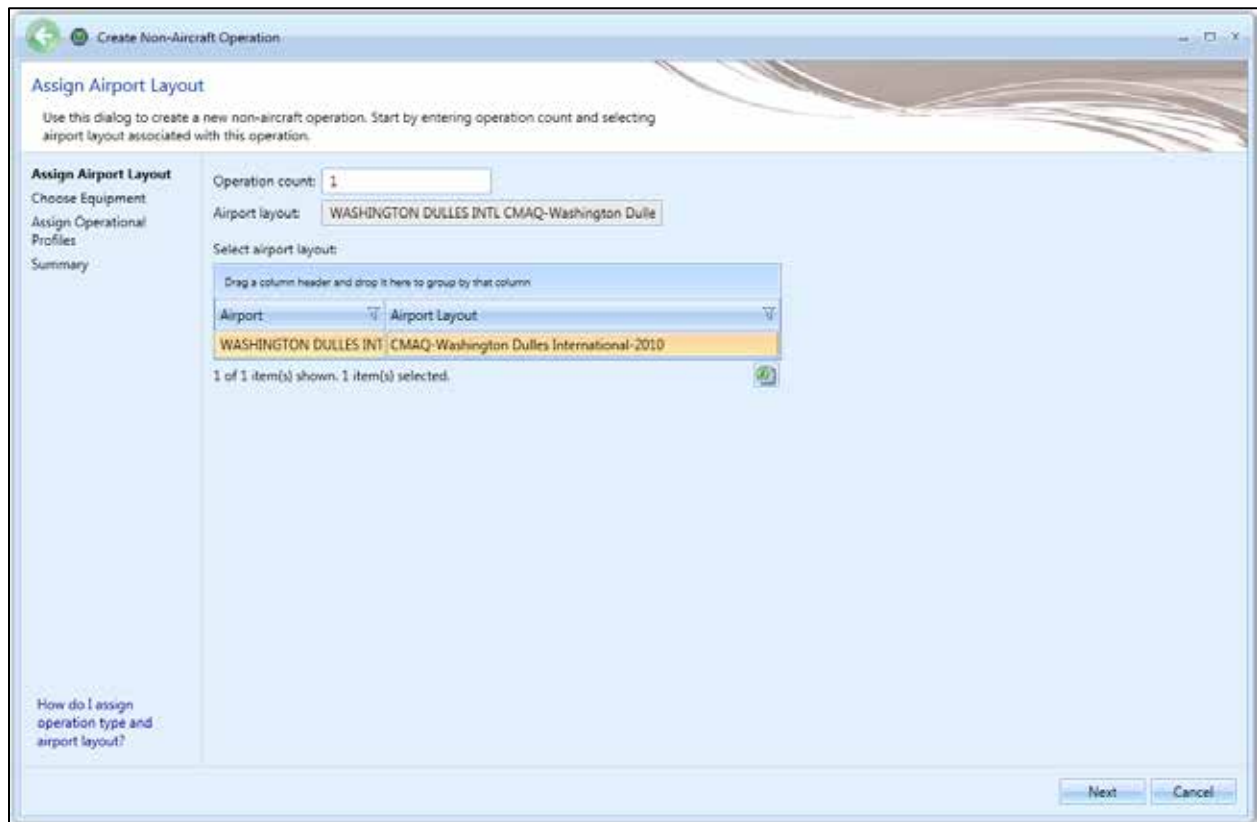 Create Non-Aircraft Operation
Assign Airport Layout
Use this dialog to create a new non-aircraft operation. Start by entering operation count and selecting
airport layout associated with this operation.
Assign Airport Layout
Choose Equipment
Assign Operational
Profiles
Summary
Operation count: 1
Airport layout: WASHINGTON DULLES INTL CMAQ-Washington Dulle
Select airport layout:
Drag a column header and drop it here to group by that column
Airport Airport Layout
WASHINGTON DULLES INT CMAQ-Washington Dulles International-2010
1 of 1 item(s) shown. 1 item(s) selected.
How do I assign
operation type and
airport layout?
Next Cancel